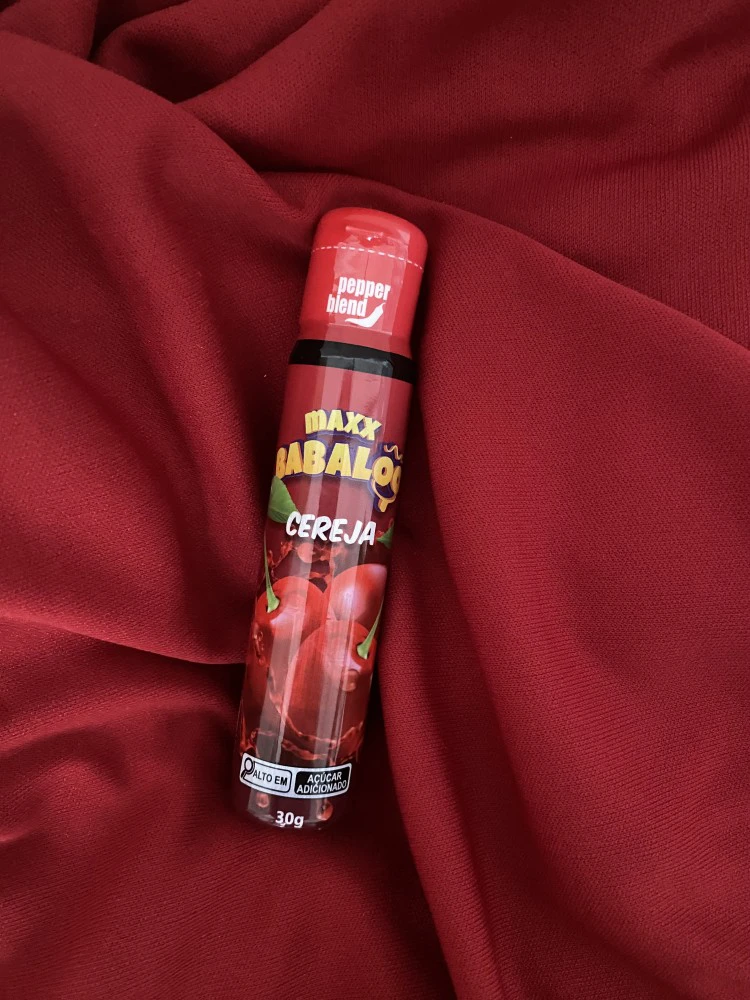 pepper
blend
maxx
BABALOO
CEREJA
ALTO EM
AÇÚCAR
ADICIONADO
30g